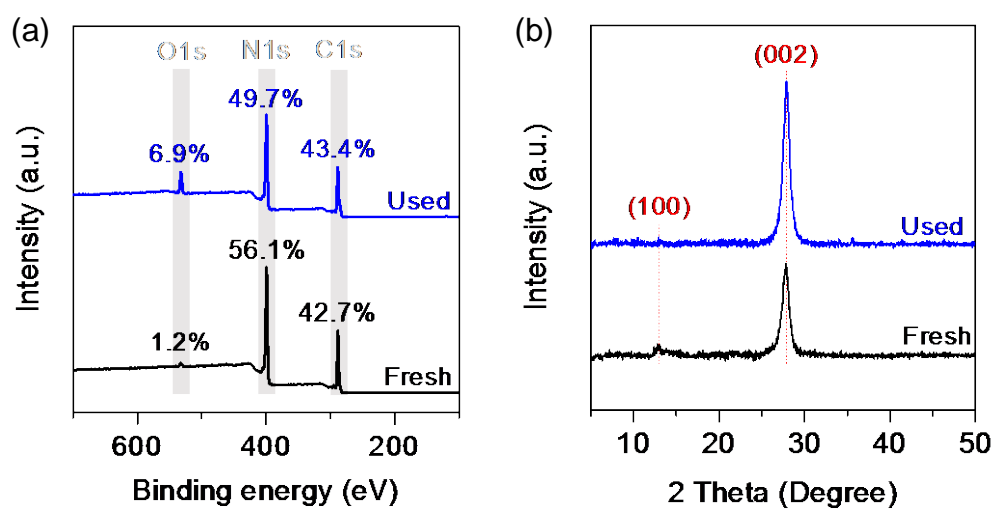 (a)
O1s N1s C1s
49.7%
6.9%
43.4%
Used
56.1%
42.7%
1.2%
Fresh
600 400 200
Binding energy (eV)
Intensity (a.u.)
(b)
(002)
(100)
Used
Fresh
10 20 30 40 50
2 Theta (Degree)
Intensity (a.u.)